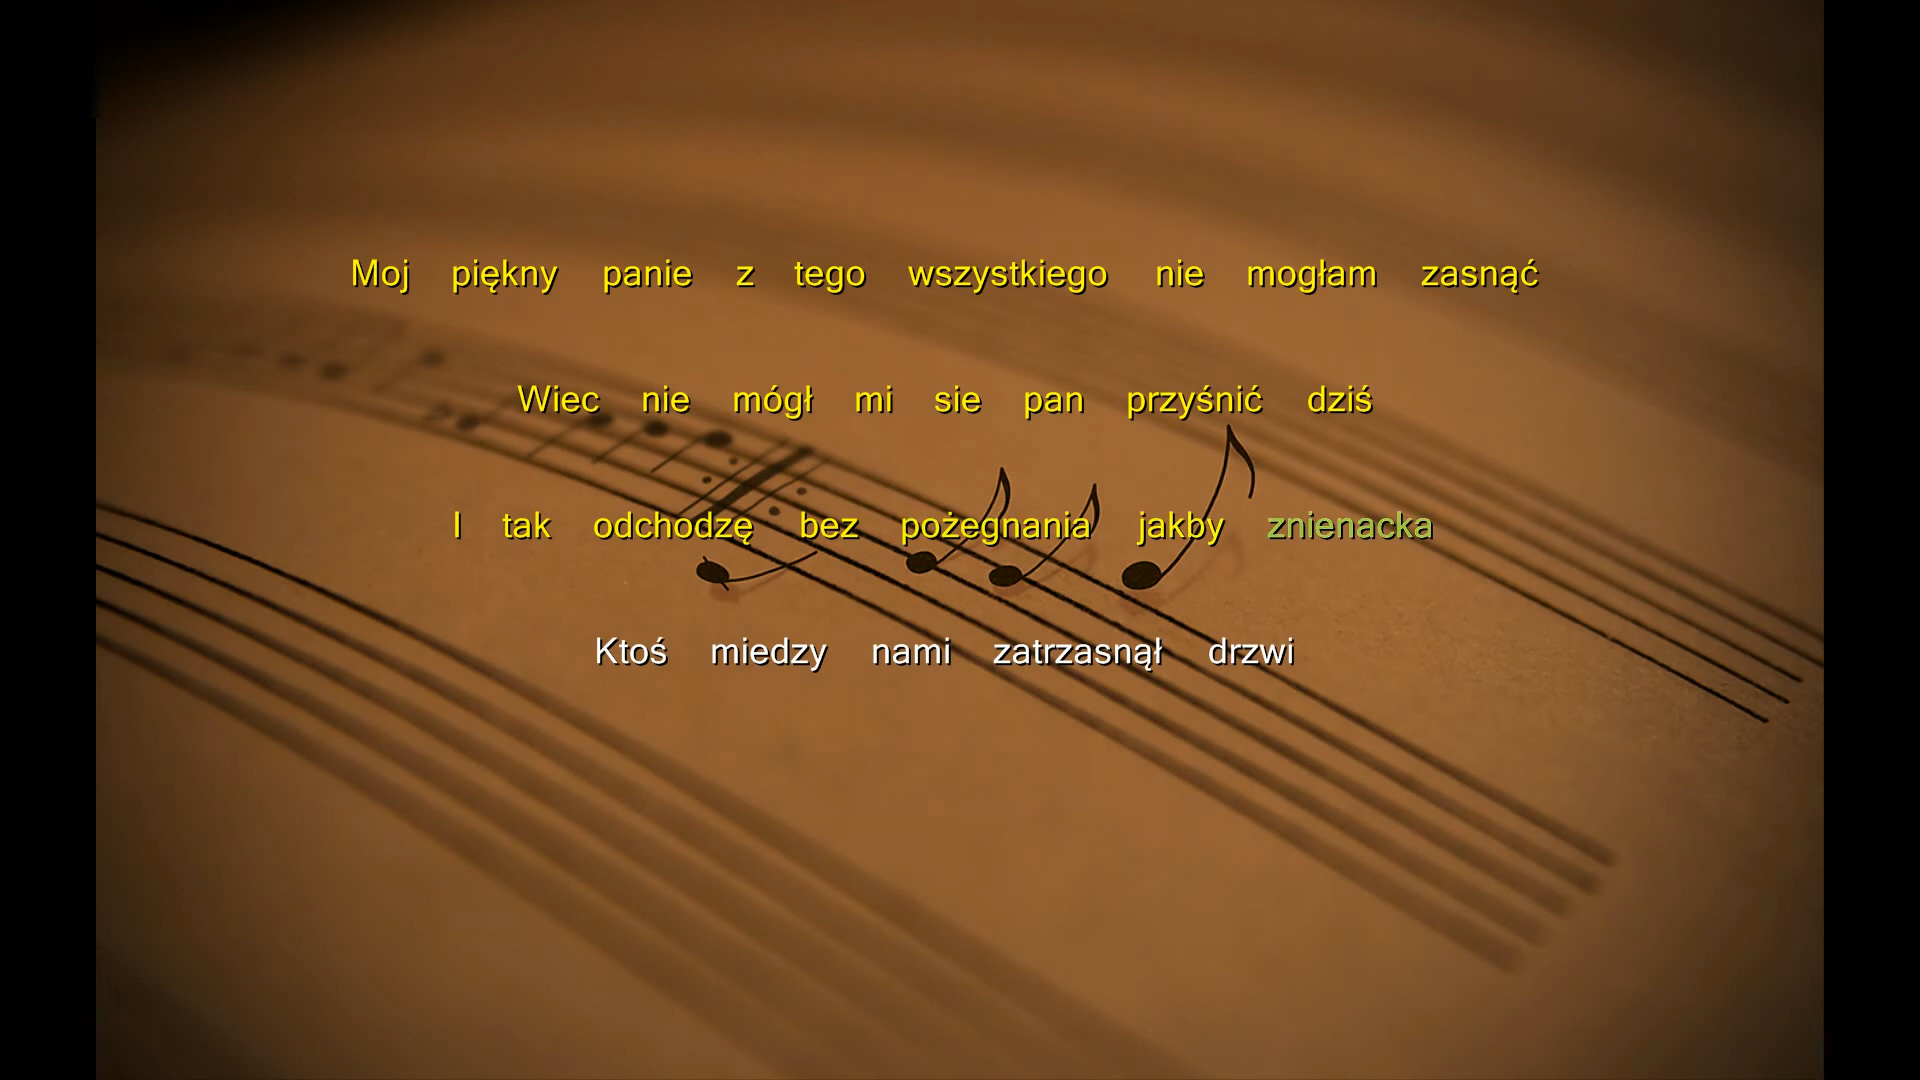 Moj piękny panie z tego wszystkiego nie mogłam zasnąć
Wiec nie mógł mi sie pan przyśnić dziś
I tak odchodzę bez pożegnania jakby znienacka
Ktoś miedzy nami zatrzasnął drzwi